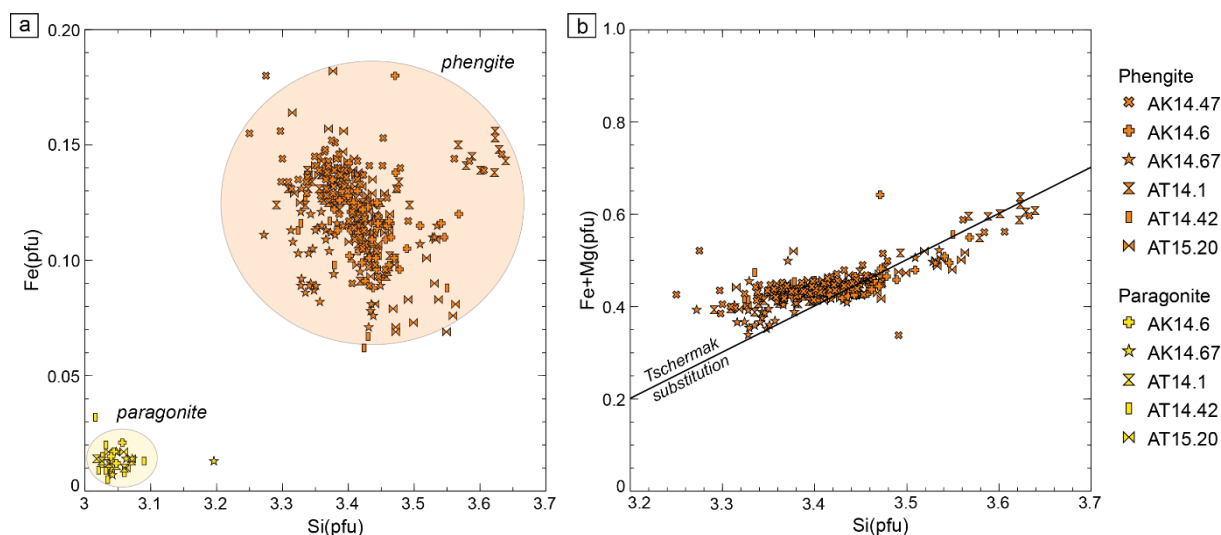 a
phengite
paragonite
0.20
0.15
0.10
0.05
0
Fe(pfu)
3
3.1
3.2
3.3
3.4
3.5
3.6
3.7
Si(pfu)
b
Tschermak
substitution
1.0
0.8
0.6
0.4
0.2
0.0
Fe+Mg(pfu)
3.2
3.3
3.4
3.5
3.6
3.7
Si(pfu)
Phengite
AK14.47
AK14.6
AK14.67
AT14.1
AT14.42
AT15.20
Paragonite
AK14.6
AK14.67
AT14.1
AT14.42
AT15.20